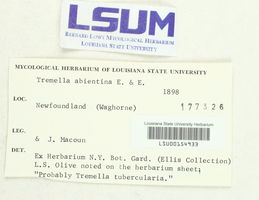 LSUM
BERNARD LOWY MYCOLOGICAL HERBARIUM
LOUISIANA STATE UNIVERSITY
MYCOLOGICAL HERBARIUM OF LOUISIANA STATE UNIVERSITY
Tremella abientina E. & E.
1898
LOC.
Newfoundland (Waghorne)
177326
LEG.
& J. Macoun
Louisiana State University Herbarium
LSU00154933
DET.
Ex Herbarium N.Y. Bot. Gard. (Ellis Collection)
L.S. Olive noted on the herbarium sheet;
"Probably Tremella tubercularia."